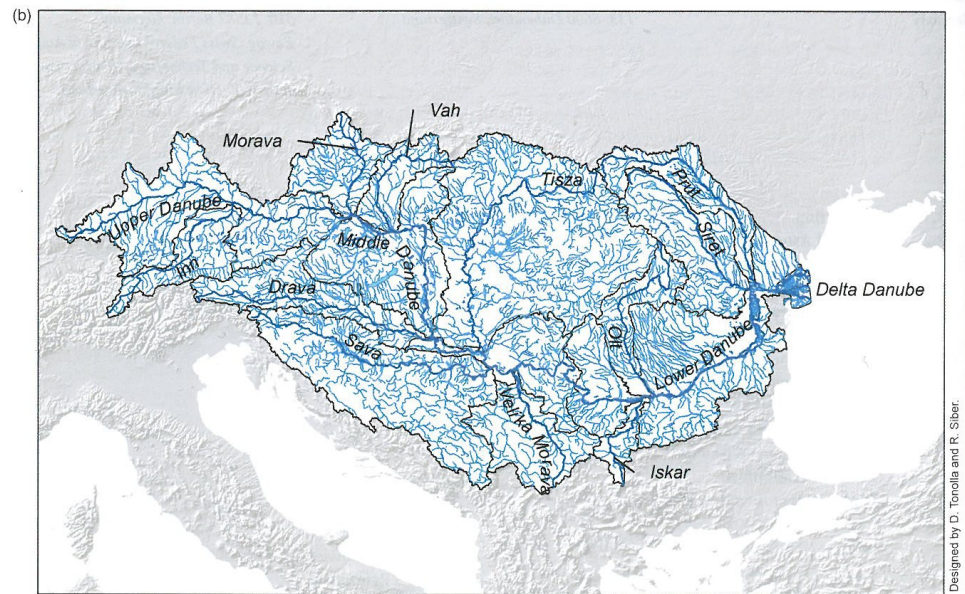 (b)
Vah
Morava
Tisza
Prut
Siret
Upper Danube
Inn
Middle Danube
Drava
Sava
Olt
Lower Danube
Delta Danube
Velika Morava
Iskar
Designed by D. Tonolla and R. Siber.